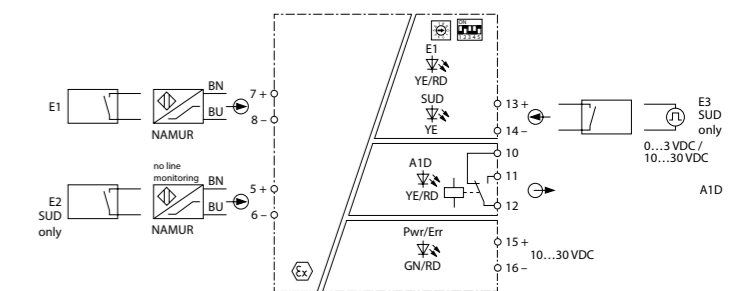 ON
1 2 3 4 5
E1
YE/RD
SUD
YE
E1
BN
BU
7 +
8 –
NAMUR
13 +
14 –
E3
SUD
only
0…3 VDC /
10…30 VDC
no line
monitoring
E2
SUD
only
BN
BU
5 +
6 –
NAMUR
A1D
YE/RD
10
11
12
A1D
Pwr/Err
GN/RD
15 +
16 –
10…30 VDC
Ex